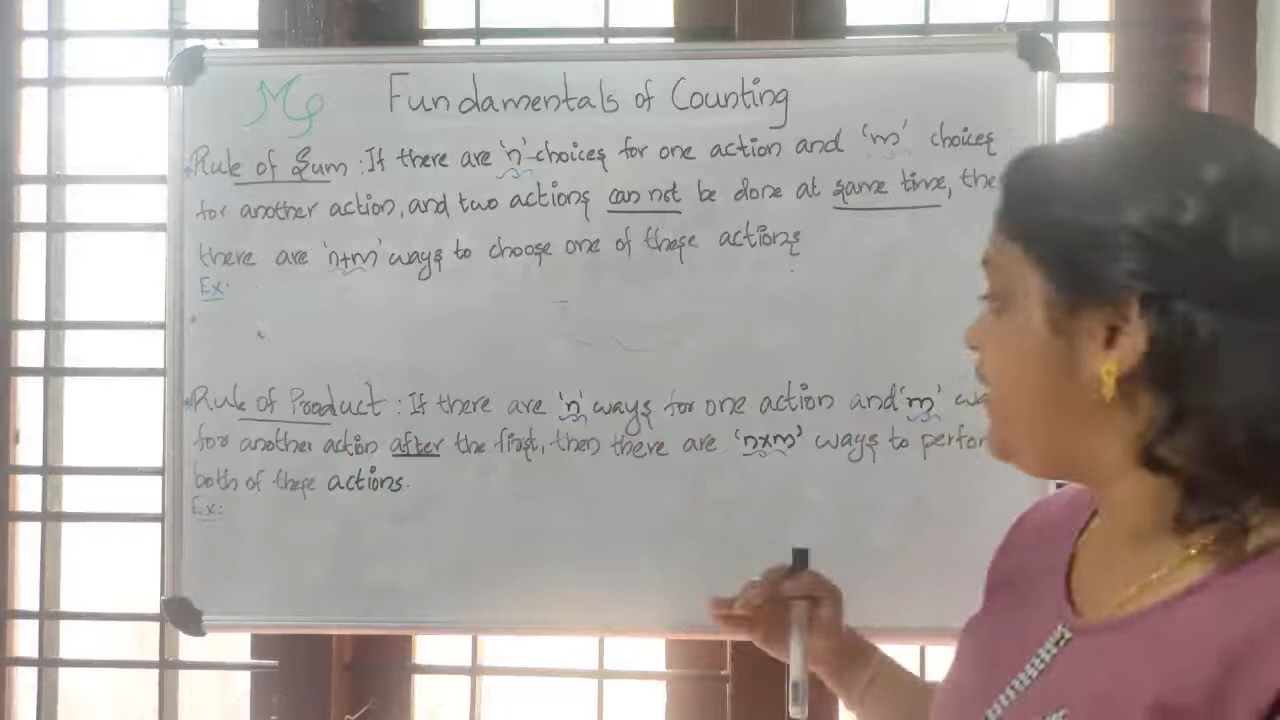 MG
Fundamentals of Counting
*Rule of Sum : If there are 'n'-choices for one action and 'm' choices
for another action, and two actions can not be done at same time, the
there are 'n+m' ways to choose one of these actions
Ex:
*Rule of Product : If there are 'n' ways for one action and 'm'
for another action after the first, then there are 'n×m' ways to perfor
both of these actions.
Ex: